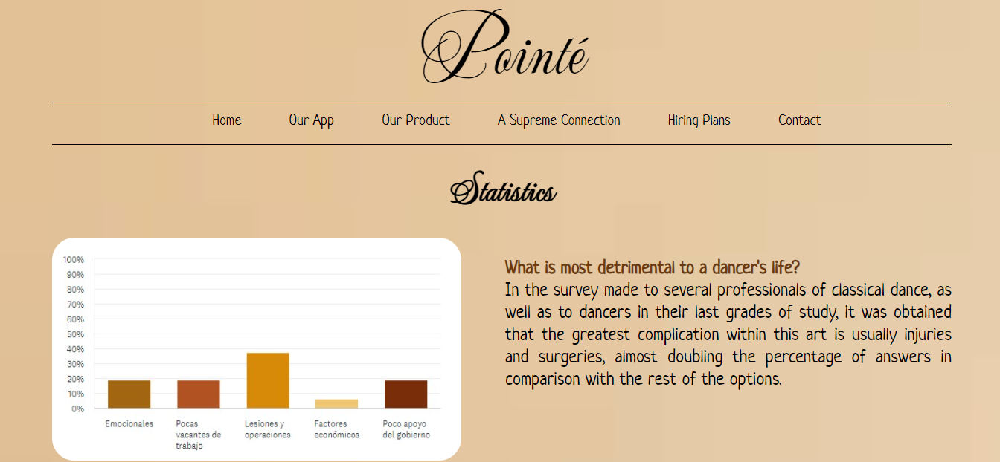 Pointé
Home Our App Our Product A Supreme Connection Hiring Plans Contact
Statistics
100%
90%
80%
70%
60%
50%
40%
30%
20%
10%
0%
Emocionales
Pocas
vacantes de
trabajo
Lesiones y
operaciones
Factores
económicos
Poco apoyo
del gobierno
What is most detrimental to a dancer's life?
In the survey made to several professionals of classical dance, as
well as to dancers in their last grades of study, it was obtained
that the greatest complication within this art is usually injuries
and surgeries, almost doubling the percentage of answers in
comparison with the rest of the options.